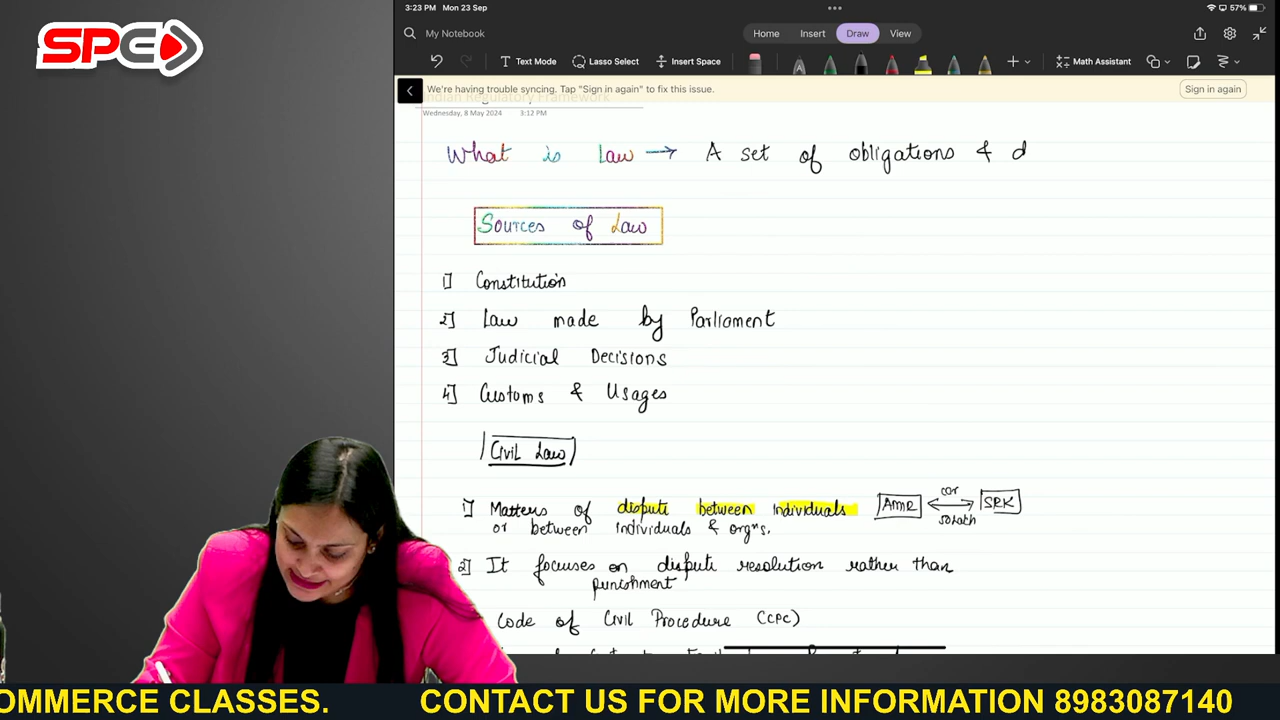 SPE
3:23 PM Mon 23 Sep
57%
My Notebook
Home Insert Draw View
Text Mode Lasso Select Insert Space Math Assistant
We're having trouble syncing. Tap "Sign in again" to fix this issue.
Sign in again
Indian Regulatory Framework
Wednesday, 8 May 2024 3:12 PM
What is Law → A set of obligations & d
Sources of Law
1] Constitution
2] Law made by Parliament
3] Judicial Decisions
4] Customs & Usages
Civil Law
1] Matters of dispute between individuals
or between individuals & orgns.
car
SRK
2] It focuses on dispute resolution rather than
punishment
Code of Civil Procedure (CPC)
OMMERCE CLASSES. CONTACT US FOR MORE INFORMATION 8983087140